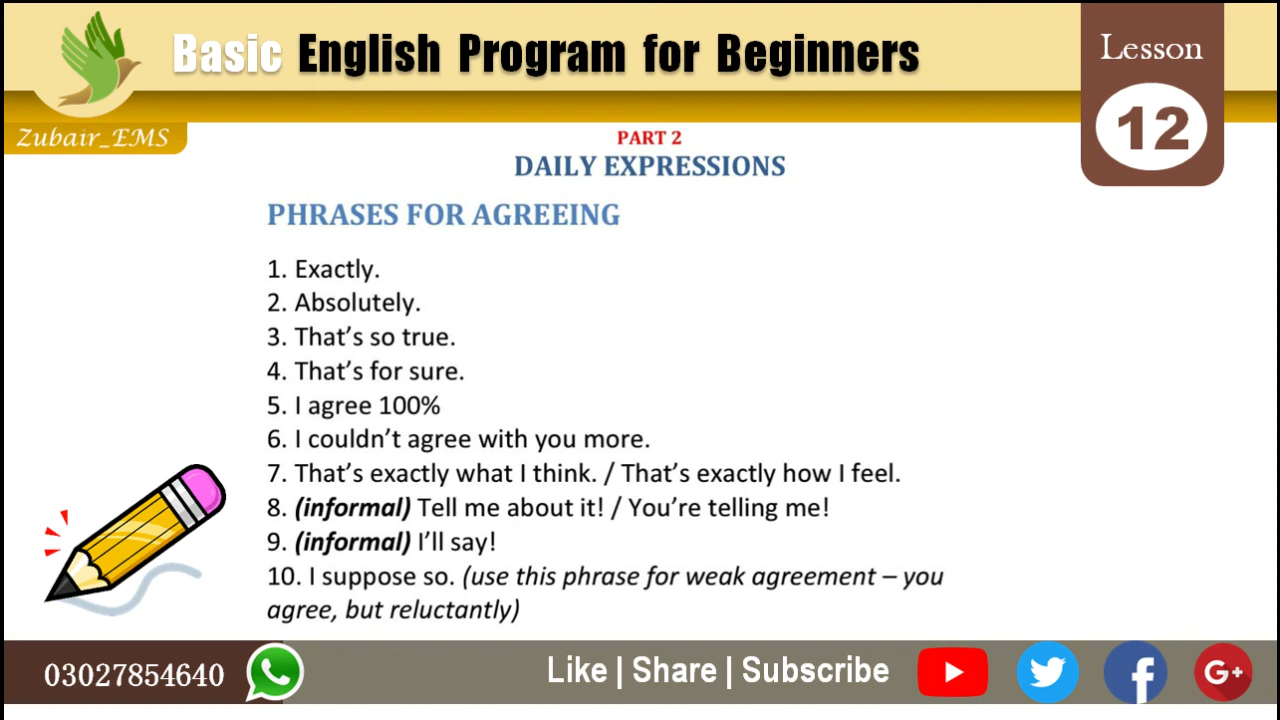 Basic English Program for Beginners
Lesson
12
Zubair_EMS
PART 2
DAILY EXPRESSIONS
PHRASES FOR AGREEING
1. Exactly.
2. Absolutely.
3. That's so true.
4. That's for sure.
5. I agree 100%
6. I couldn't agree with you more.
7. That's exactly what I think. / That's exactly how I feel.
8. (informal) Tell me about it! / You're telling me!
9. (informal) I'll say!
10. I suppose so. (use this phrase for weak agreement – you
agree, but reluctantly)
03027854640
Like | Share | Subscribe
f
G+